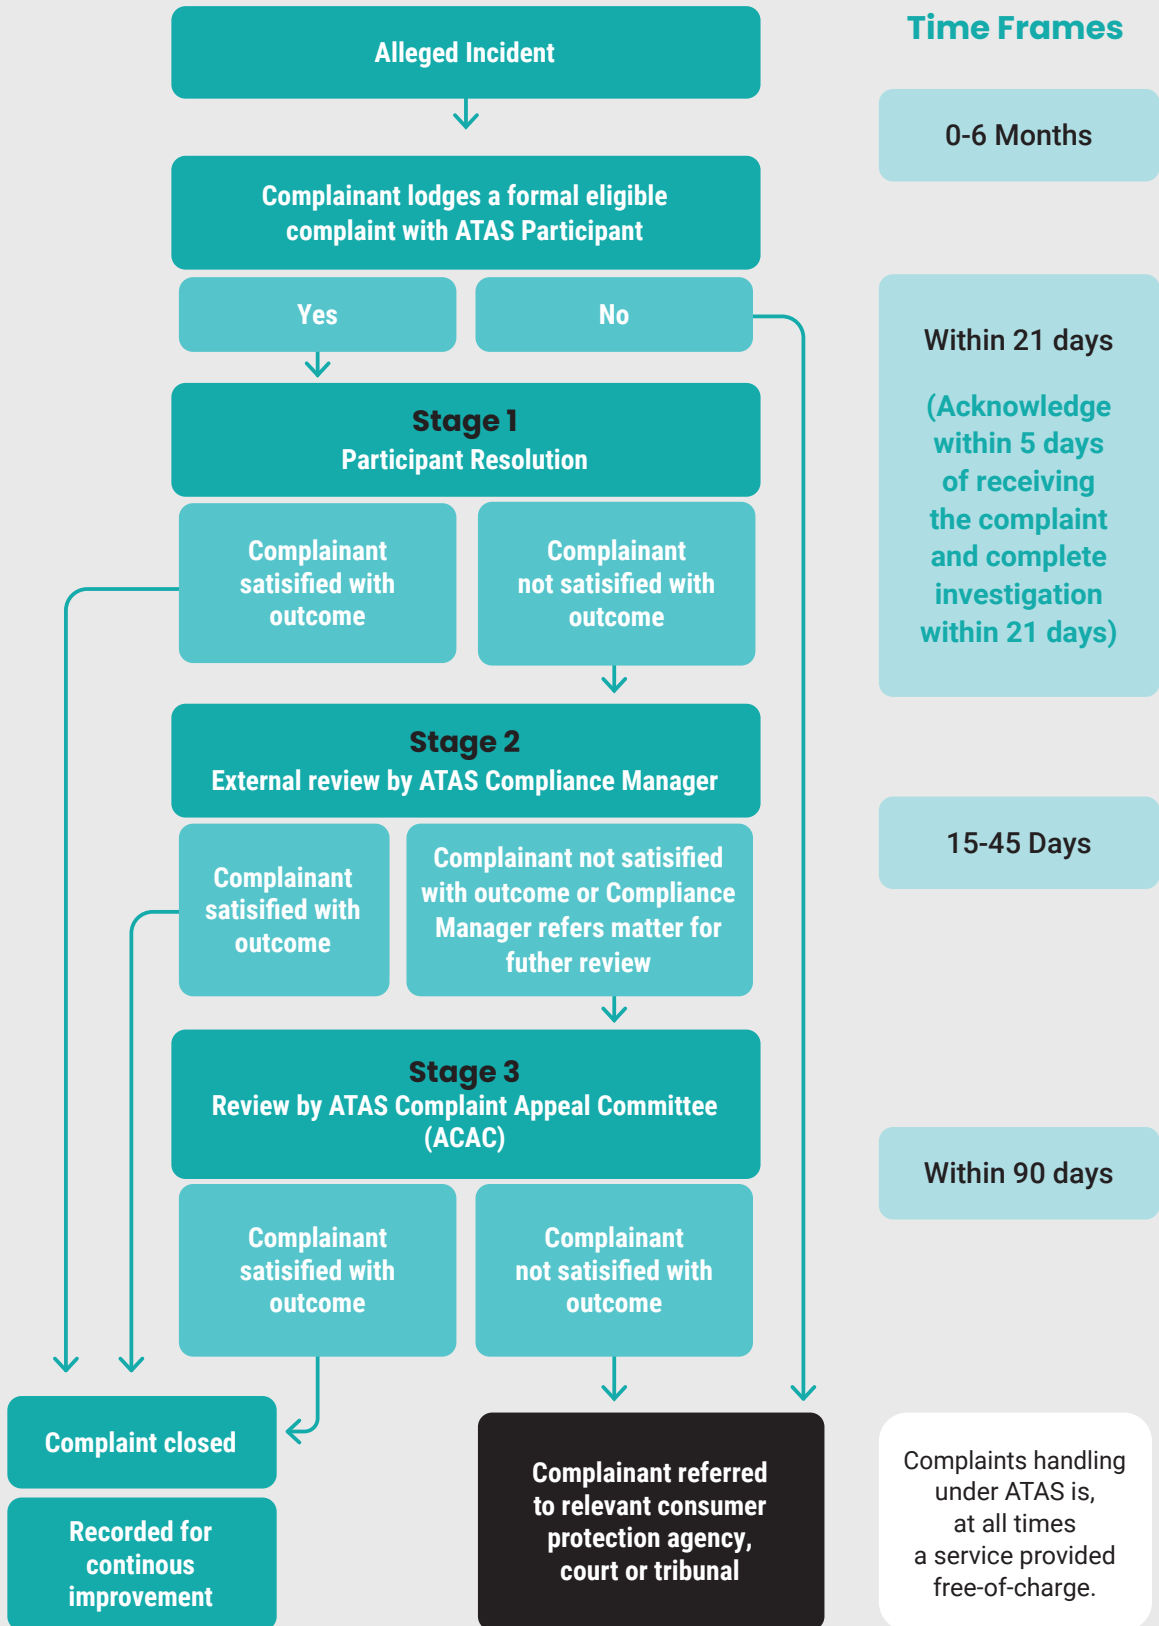 Time Frames
Alleged Incident
0-6 Months
Complainant lodges a formal eligible
complaint with ATAS Participant
Yes
No
Within 21 days
(Acknowledge
within 5 days
of receiving
the complaint
and complete
investigation
within 21 days)
Stage 1
Participant Resolution
Complainant
satisified with
outcome
Complainant
not satisified with
outcome
Stage 2
External review by ATAS Compliance Manager
15-45 Days
Complainant
satisified with
outcome
Complainant not satisified
with outcome or Compliance
Manager refers matter for
futher review
Stage 3
Review by ATAS Complaint Appeal Committee
(ACAC)
Within 90 days
Complainant
satisified with
outcome
Complainant
not satisified with
outcome
Complaint closed
Recorded for
continous
improvement
Complainant referred
to relevant consumer
protection agency,
court or tribunal
Complaints handling
under ATAS is,
at all times
a service provided
free-of-charge.